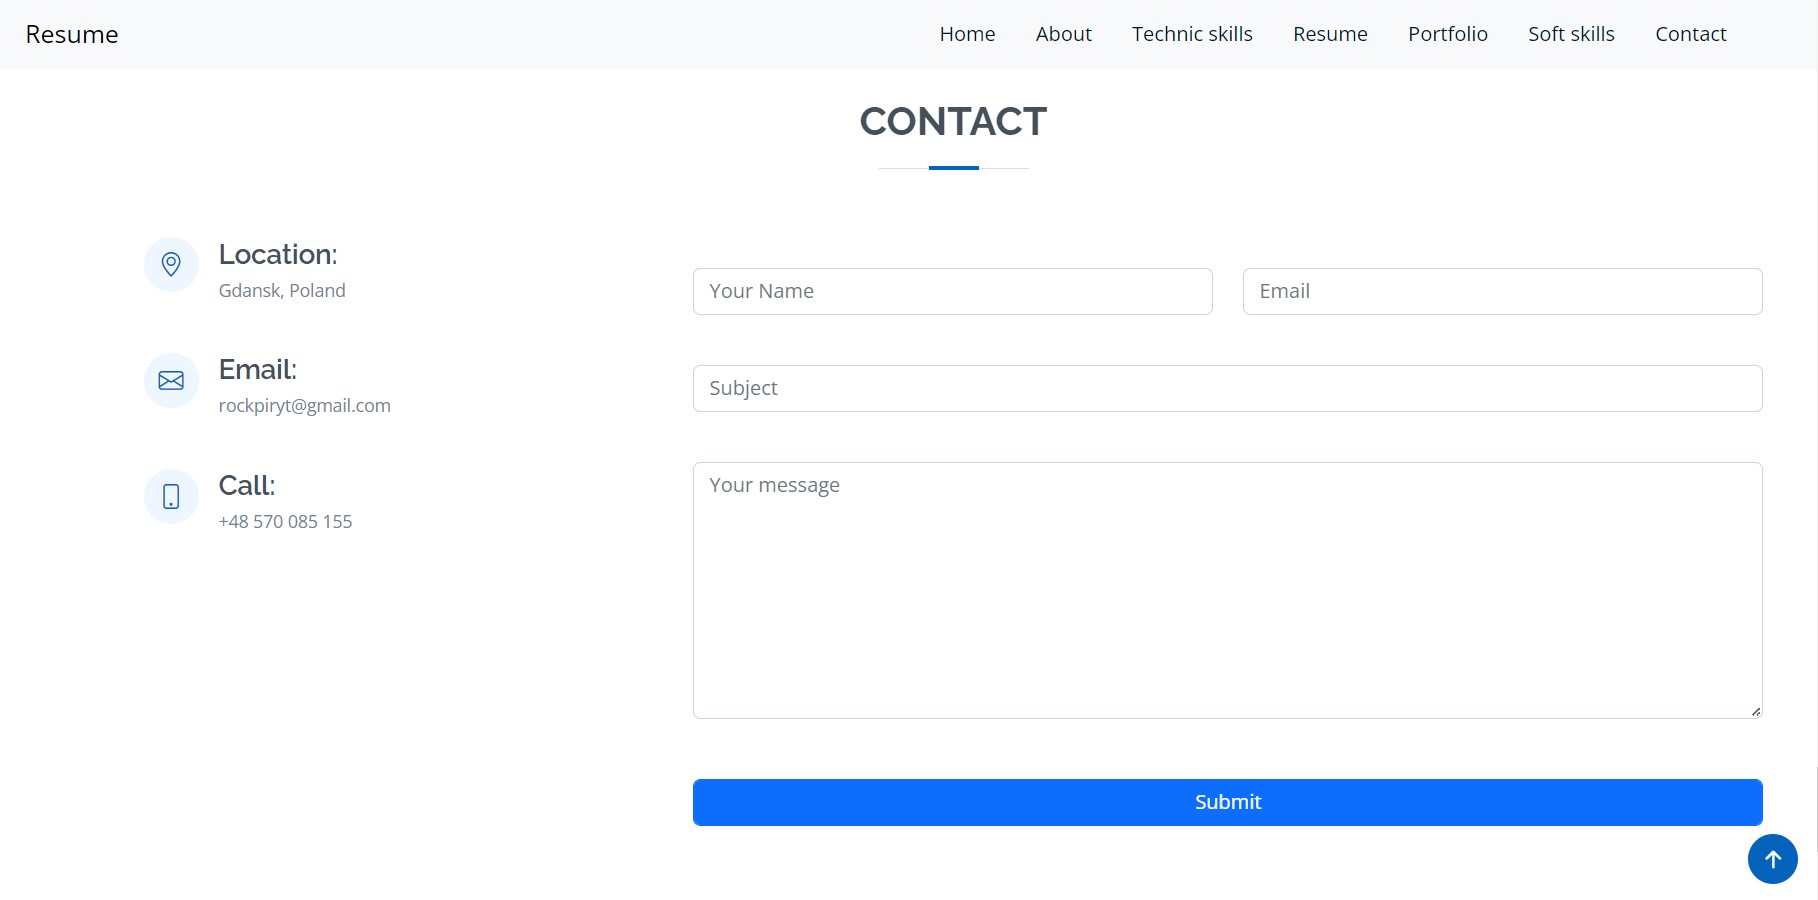 Resume
Home About Technic skills Resume Portfolio Soft skills Contact
CONTACT
Location:
Gdansk, Poland
Email:
rockpiryt@gmail.com
Call:
+48 570 085 155
Your Name
Email
Subject
Your message
Submit